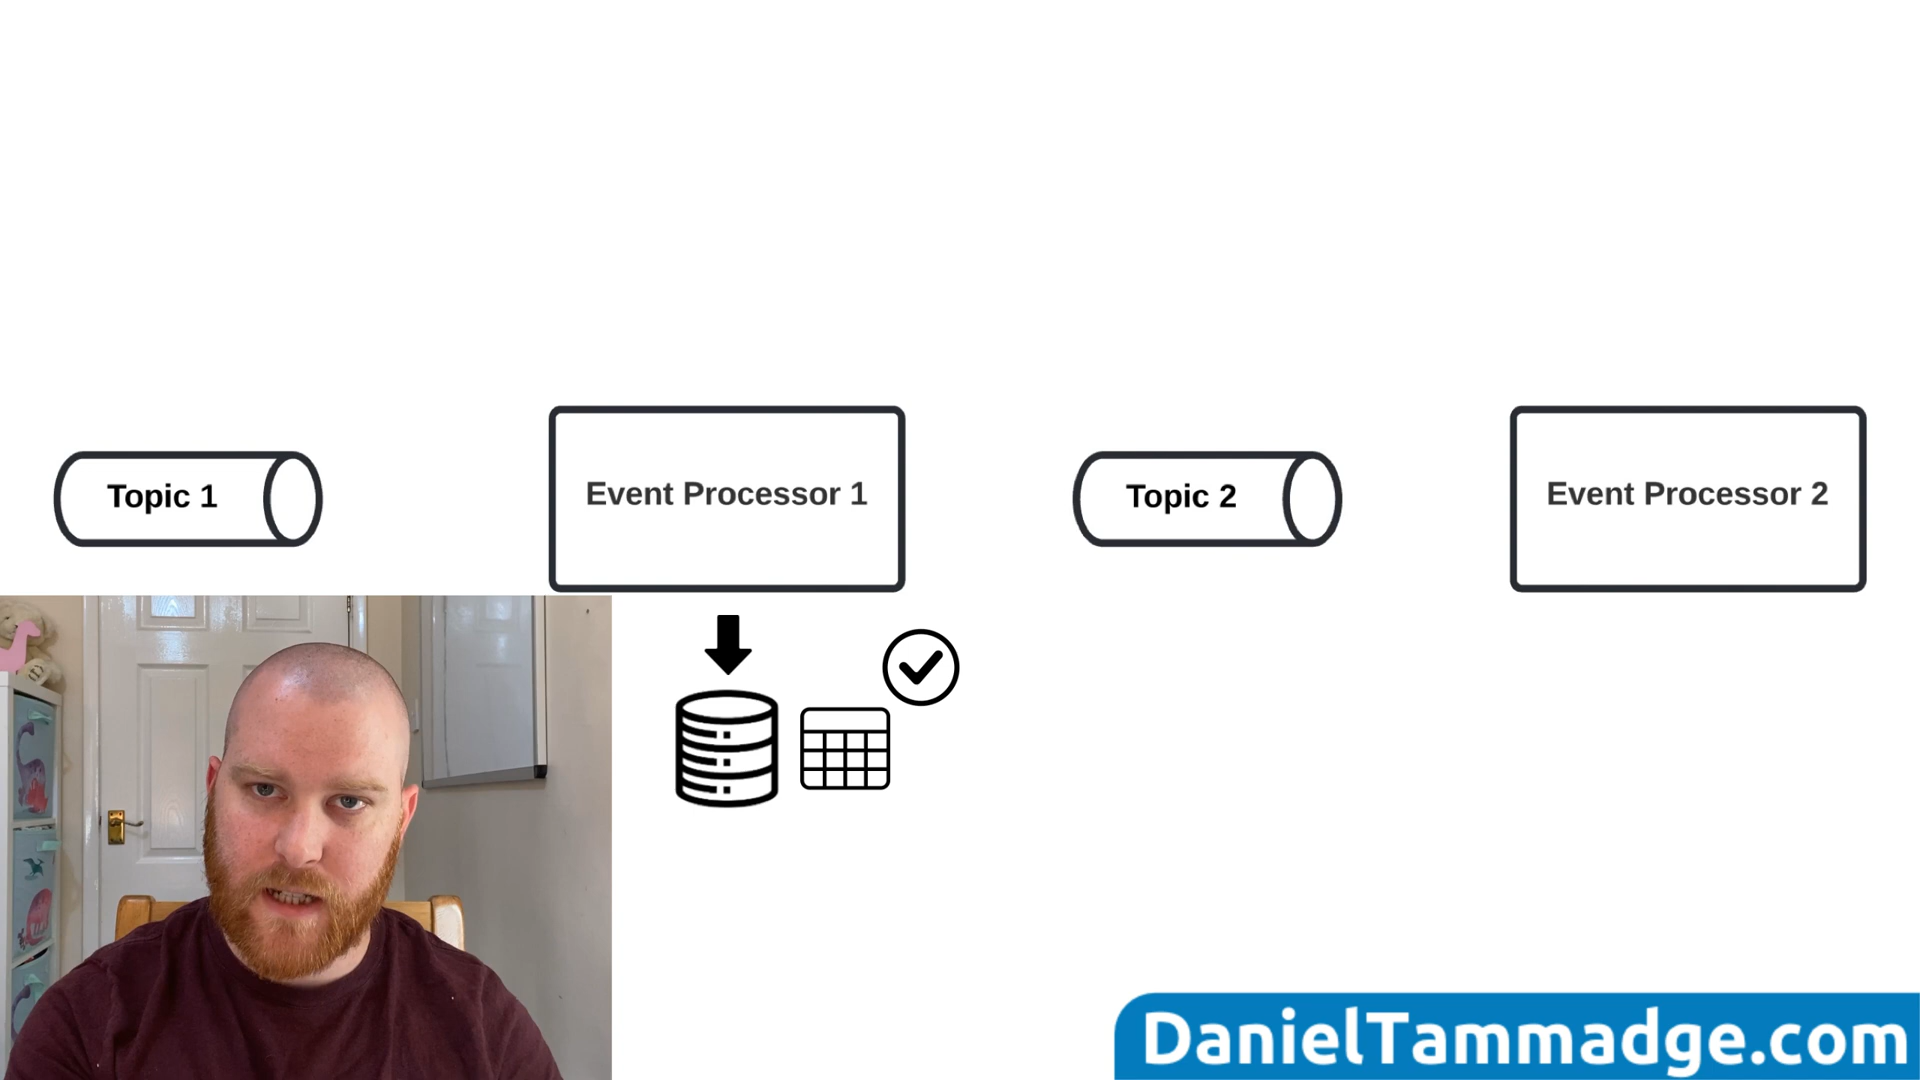 Topic 1
Event Processor 1
Topic 2
Event Processor 2
DanielTammadge.com